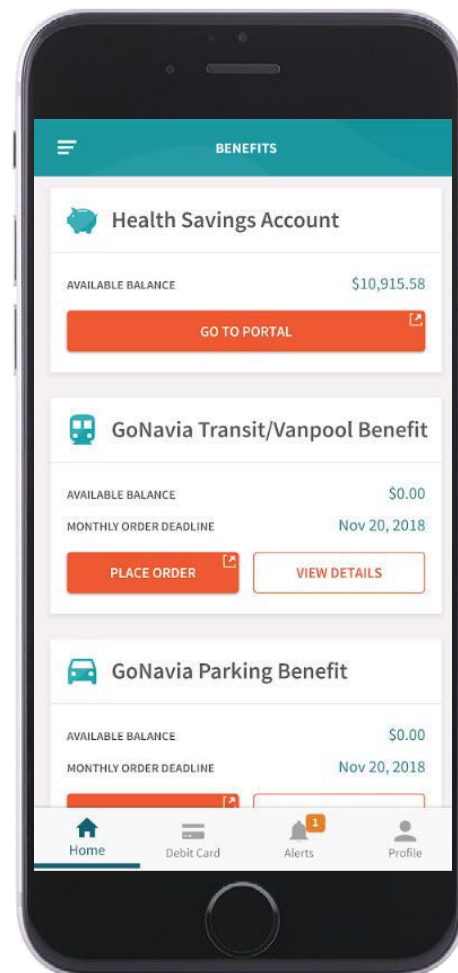 BENEFITS
Health Savings Account
AVAILABLE BALANCE $10,915.58
GO TO PORTAL
GoNavia Transit/Vanpool Benefit
AVAILABLE BALANCE $0.00
MONTHLY ORDER DEADLINE Nov 20, 2018
PLACE ORDER VIEW DETAILS
GoNavia Parking Benefit
AVAILABLE BALANCE $0.00
MONTHLY ORDER DEADLINE Nov 20, 2018
1
Home Debit Card Alerts Profile